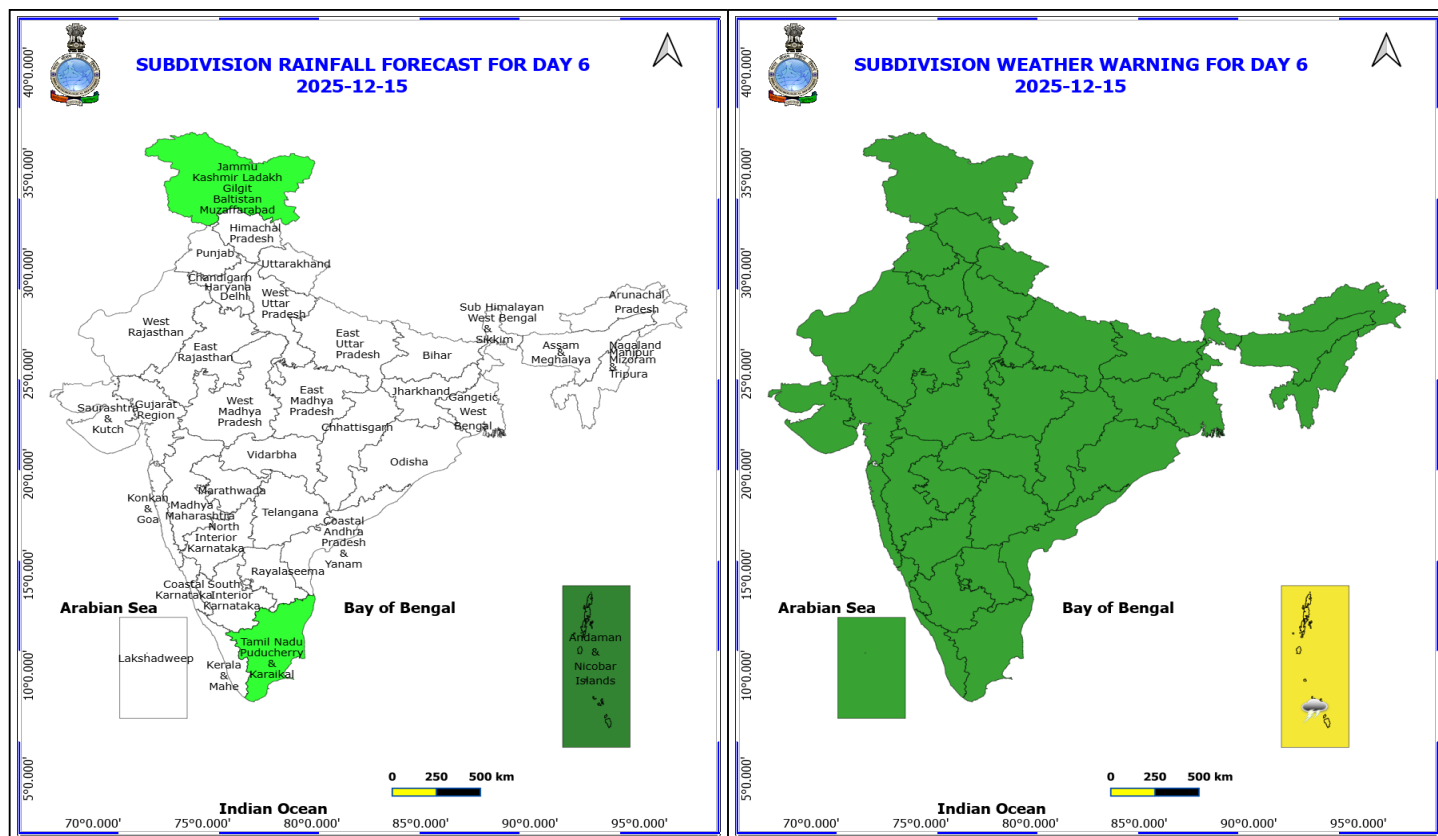 SUBDIVISION RAINFALL FORECAST FOR DAY 6
2025-12-15
40°0.000'
35°0.000'
30°0.000'
25°0.000'
20°0.000'
15°0.000'
10°0.000'
5°0.000'
Jammu
Kashmir Ladakh
Gilgit
Baltistan
Muzaffarabad
Himachal
Pradesh
Punjab
Uttarakhand
Chandigarh
Haryana
Delhi
West
Uttar
Pradesh
West
Rajasthan
East
Rajasthan
East
Uttar
Pradesh
Bihar
Sub Himalayan
West Bengal
&
Sikkim
Arunachal
Pradesh
Assam
&
Meghalaya
Nagaland
Manipur
Mizoram
&
Tripura
Saurashtra
&
Kutch
Gujarat
Region
West
Madhya
Pradesh
East
Madhya
Pradesh
Jharkhand
Gangetic
West
Bengal
Chhattisgarh
Vidarbha
Odisha
Konkan
&
Goa
Madhya
Maharashtra
Marathwada
Telangana
North
Interior
Karnataka
Coastal
Andhra
Pradesh
&
Yanam
Rayalaseema
Coastal
Karnataka
South
Interior
Karnataka
Arabian Sea
Bay of Bengal
Lakshadweep
Kerala
&
Mahe
Tamil Nadu
Puducherry
&
Karaikal
Andaman
&
Nicobar
Islands
0 250 500 km
Indian Ocean
70°0.000' 75°0.000' 80°0.000' 85°0.000' 90°0.000' 95°0.000'
SUBDIVISION WEATHER WARNING FOR DAY 6
2025-12-15
40°0.000'
35°0.000'
30°0.000'
25°0.000'
20°0.000'
15°0.000'
10°0.000'
5°0.000'
Arabian Sea
Bay of Bengal
0 250 500 km
Indian Ocean
70°0.000' 75°0.000' 80°0.000' 85°0.000' 90°0.000' 95°0.000'